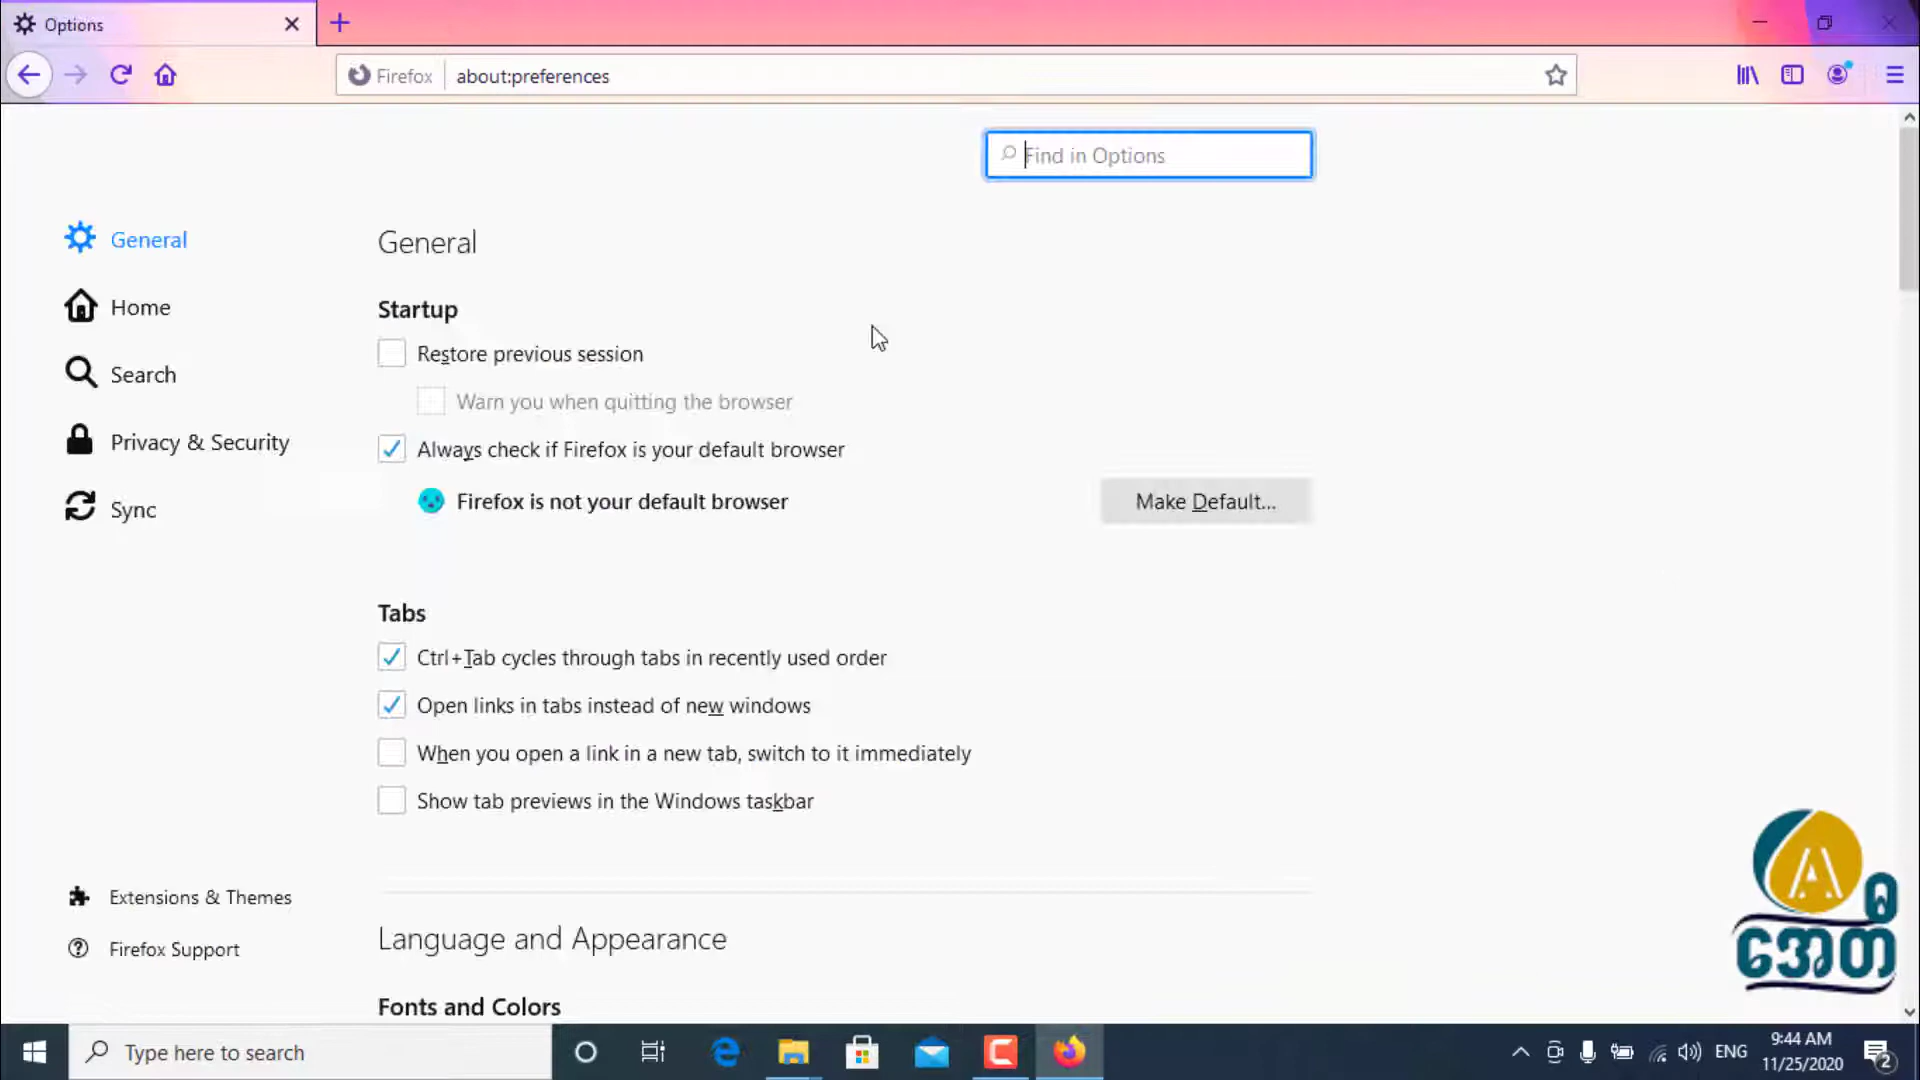 Options
Firefox
about:preferences
Find in Options
General
Home
Search
Privacy & Security
Sync
Extensions & Themes
Firefox Support
General
Startup
Restore previous session
Warn you when quitting the browser
Always check if Firefox is your default browser
Firefox is not your default browser
Make Default...
Tabs
Ctrl+Tab cycles through tabs in recently used order
Open links in tabs instead of new windows
When you open a link in a new tab, switch to it immediately
Show tab previews in the Windows taskbar
Language and Appearance
Fonts and Colors
Type here to search
ENG
9:44 AM
11/25/2020
2